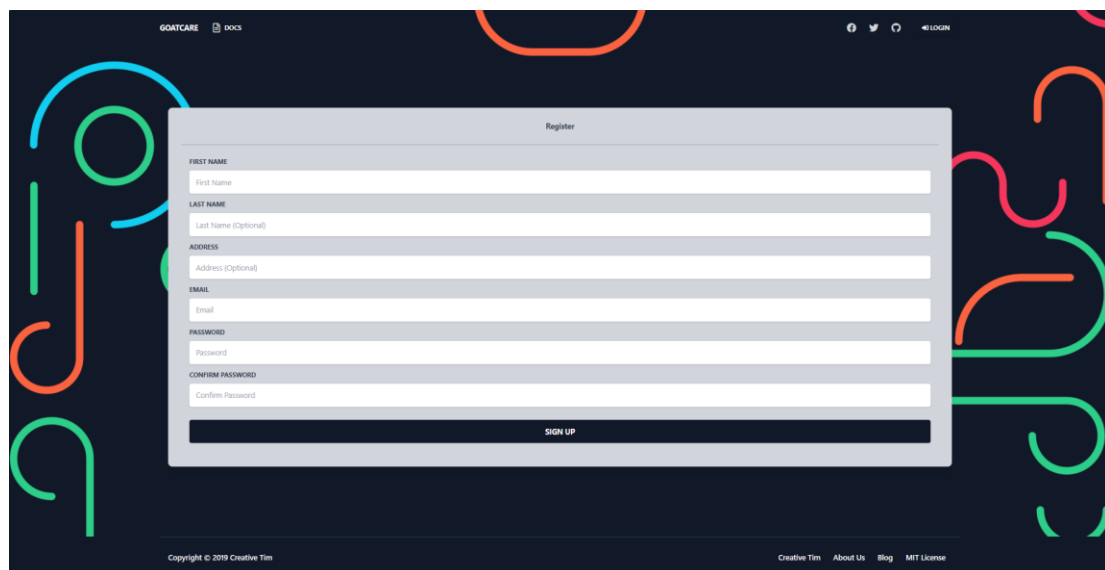 GOATCARE DOCS LOGIN
Register
FIRST NAME
First Name
LAST NAME
Last Name (Optional)
ADDRESS
Address (Optional)
EMAIL
Email
PASSWORD
Password
CONFIRM PASSWORD
Confirm Password
SIGN UP
Copyright © 2019 Creative Tim Creative Tim About Us Blog MIT License